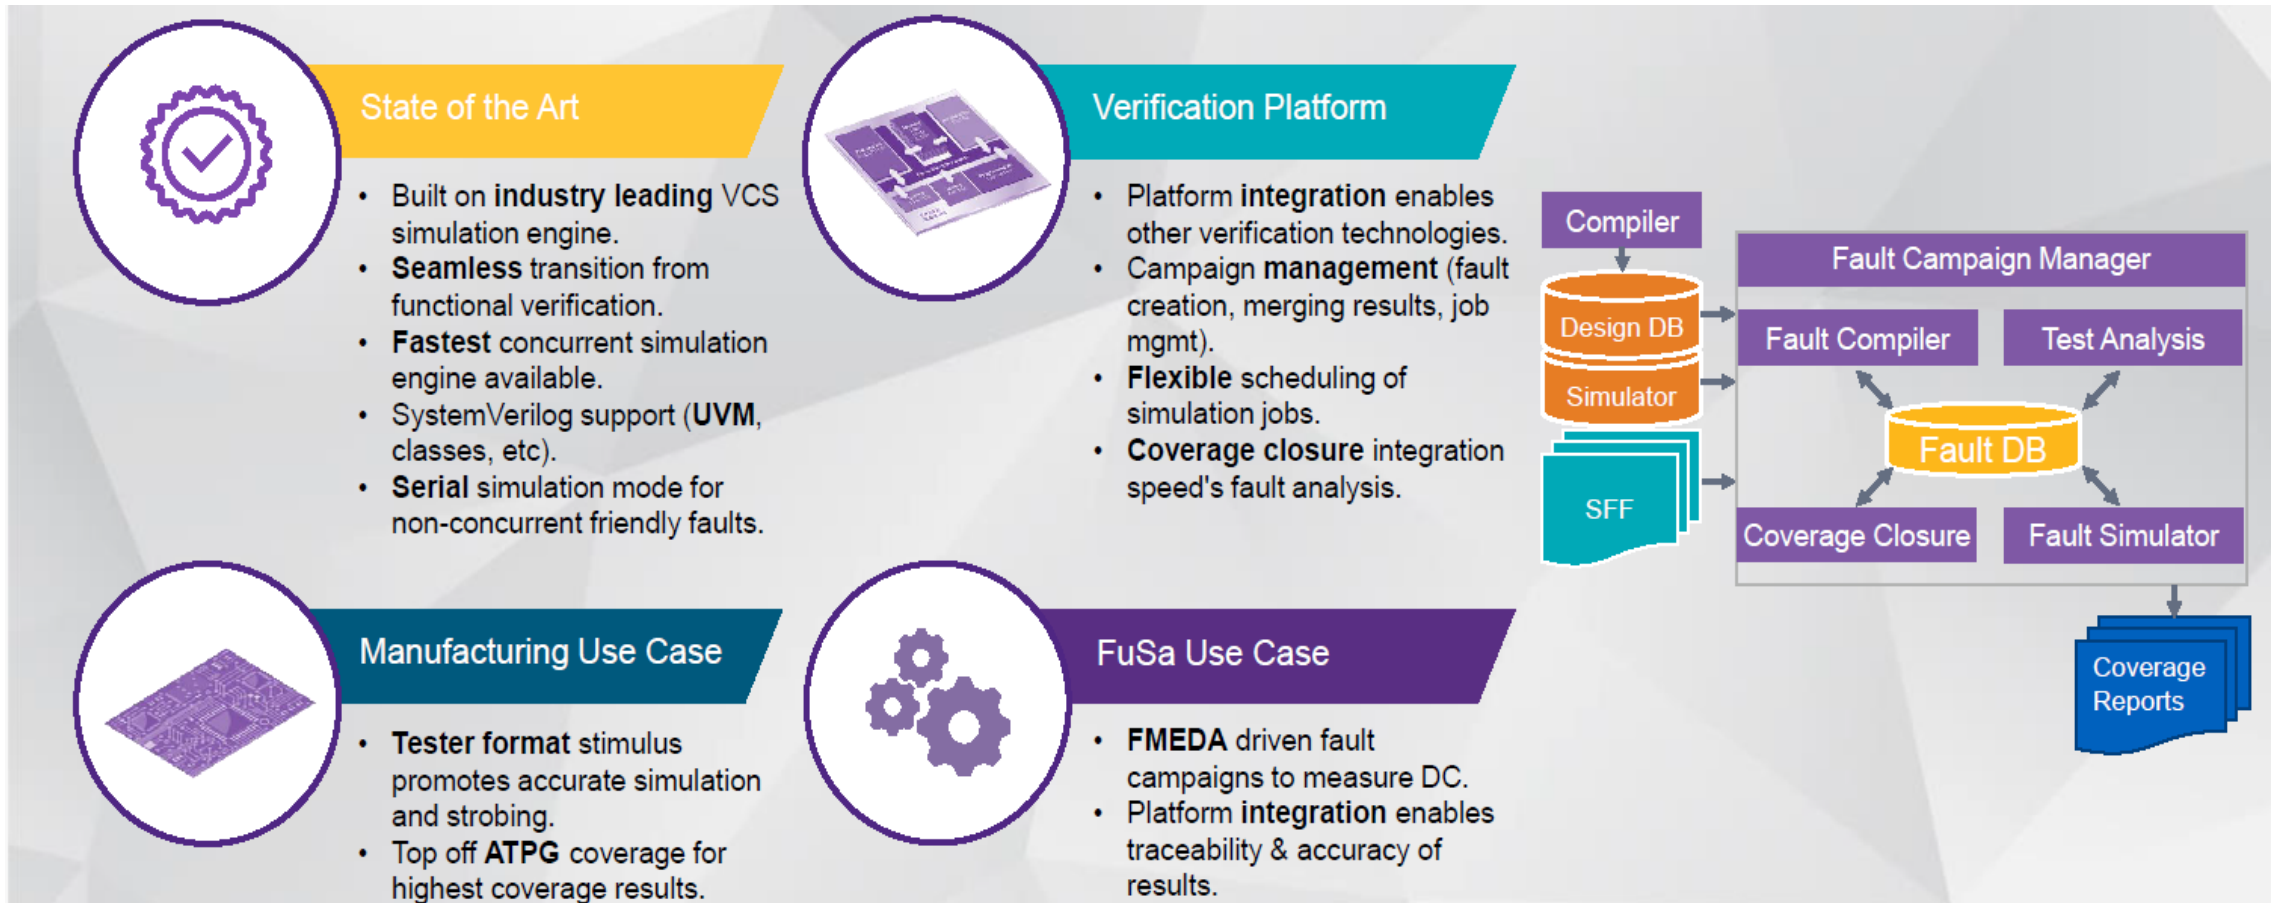 State of the Art
• Built on industry leading VCS
simulation engine.
• Seamless transition from
functional verification.
• Fastest concurrent simulation
engine available.
• SystemVerilog support (UVM,
classes, etc).
• Serial simulation mode for
non-concurrent friendly faults.
Verification Platform
• Platform integration enables
other verification technologies.
• Campaign management (fault
creation, merging results, job
mgmt).
• Flexible scheduling of
simulation jobs.
• Coverage closure integration
speed's fault analysis.
Compiler
Design DB
Simulator
SFF
Fault Campaign Manager
Fault Compiler
Test Analysis
Fault DB
Coverage Closure
Fault Simulator
Coverage
Reports
Manufacturing Use Case
• Tester format stimulus
promotes accurate simulation
and strobing.
• Top off ATPG coverage for
highest coverage results.
FuSa Use Case
• FMEDA driven fault
campaigns to measure DC.
• Platform integration enables
traceability & accuracy of
results.